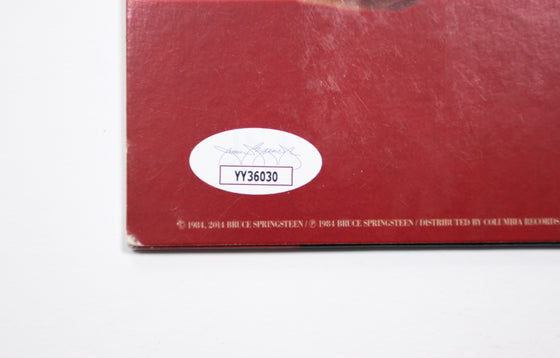 YY36030
© 1984, 2014 BRUCE SPRINGSTEEN / ℗ 1984 BRUCE SPRINGSTEEN / DISTRIBUTED BY COLUMBIA RECORDS